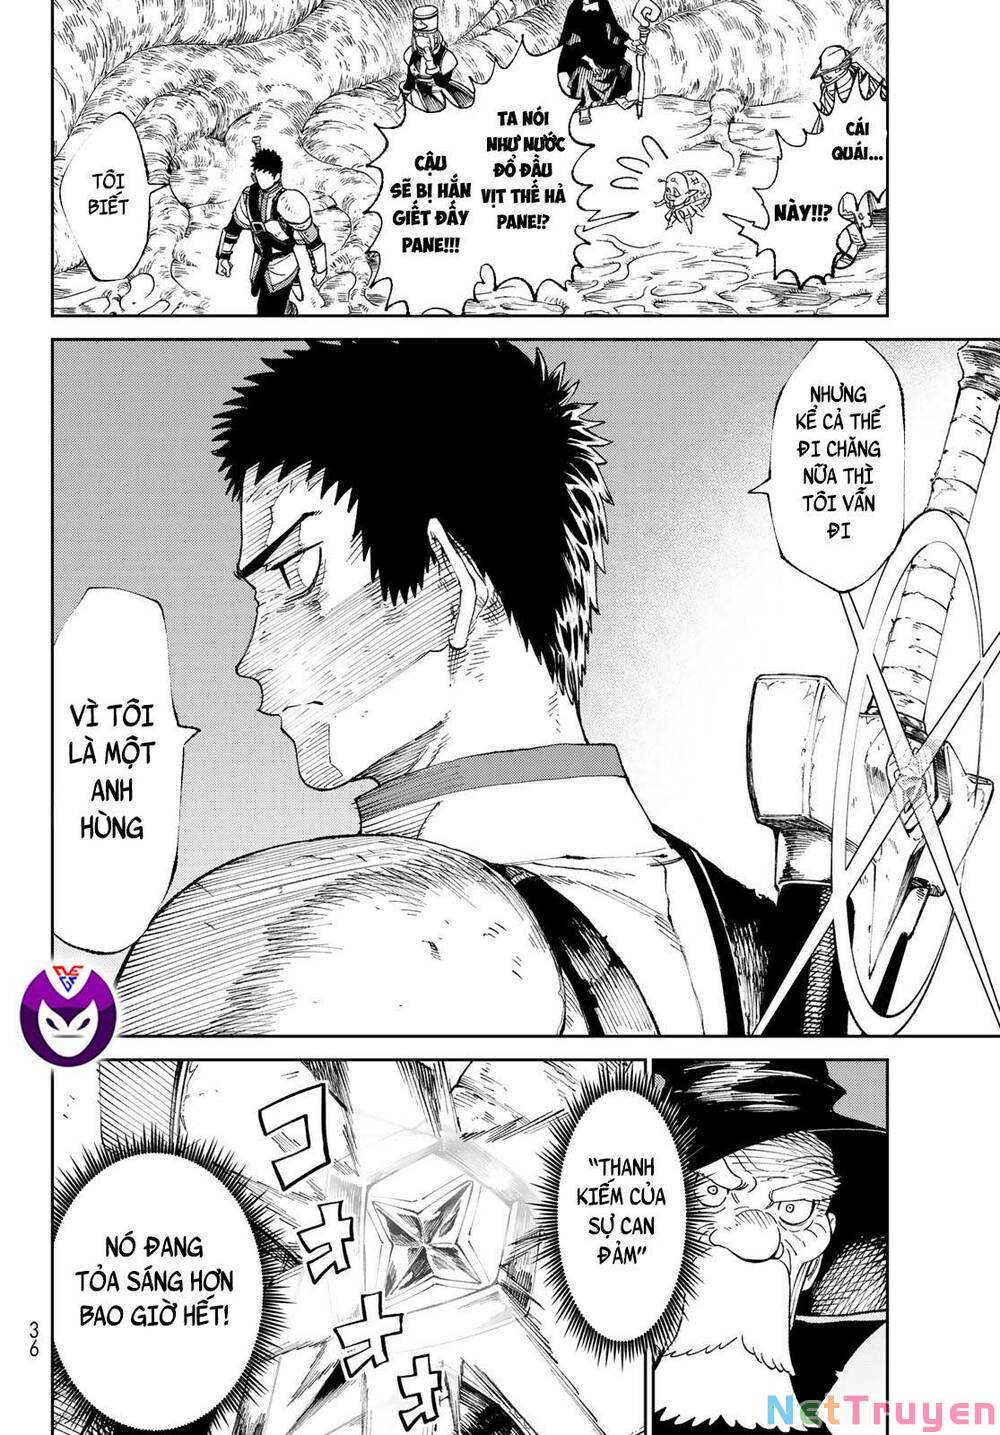 CÁI
QUÁI...
NÀY!!?
TA NÓI
NHƯ NƯỚC
ĐỔ ĐẦU
VỊT THẾ HẢ
PANE!?
CẬU
SẼ BỊ HẮN
GIẾT ĐẤY
PANE!!!
TÔI
BIẾT
NHƯNG
KỂ CẢ THẾ
ĐI CHĂNG
NỮA THÌ
TÔI VẪN
ĐI
VÌ TÔI
LÀ MỘT
ANH
HÙNG
"THANH
KIẾM CỦA
SỰ CAN
ĐẢM"
コォォォォ
NÓ ĐANG
TỎA SÁNG HƠN
BAO GIỜ HẾT!
36
NetTruyen